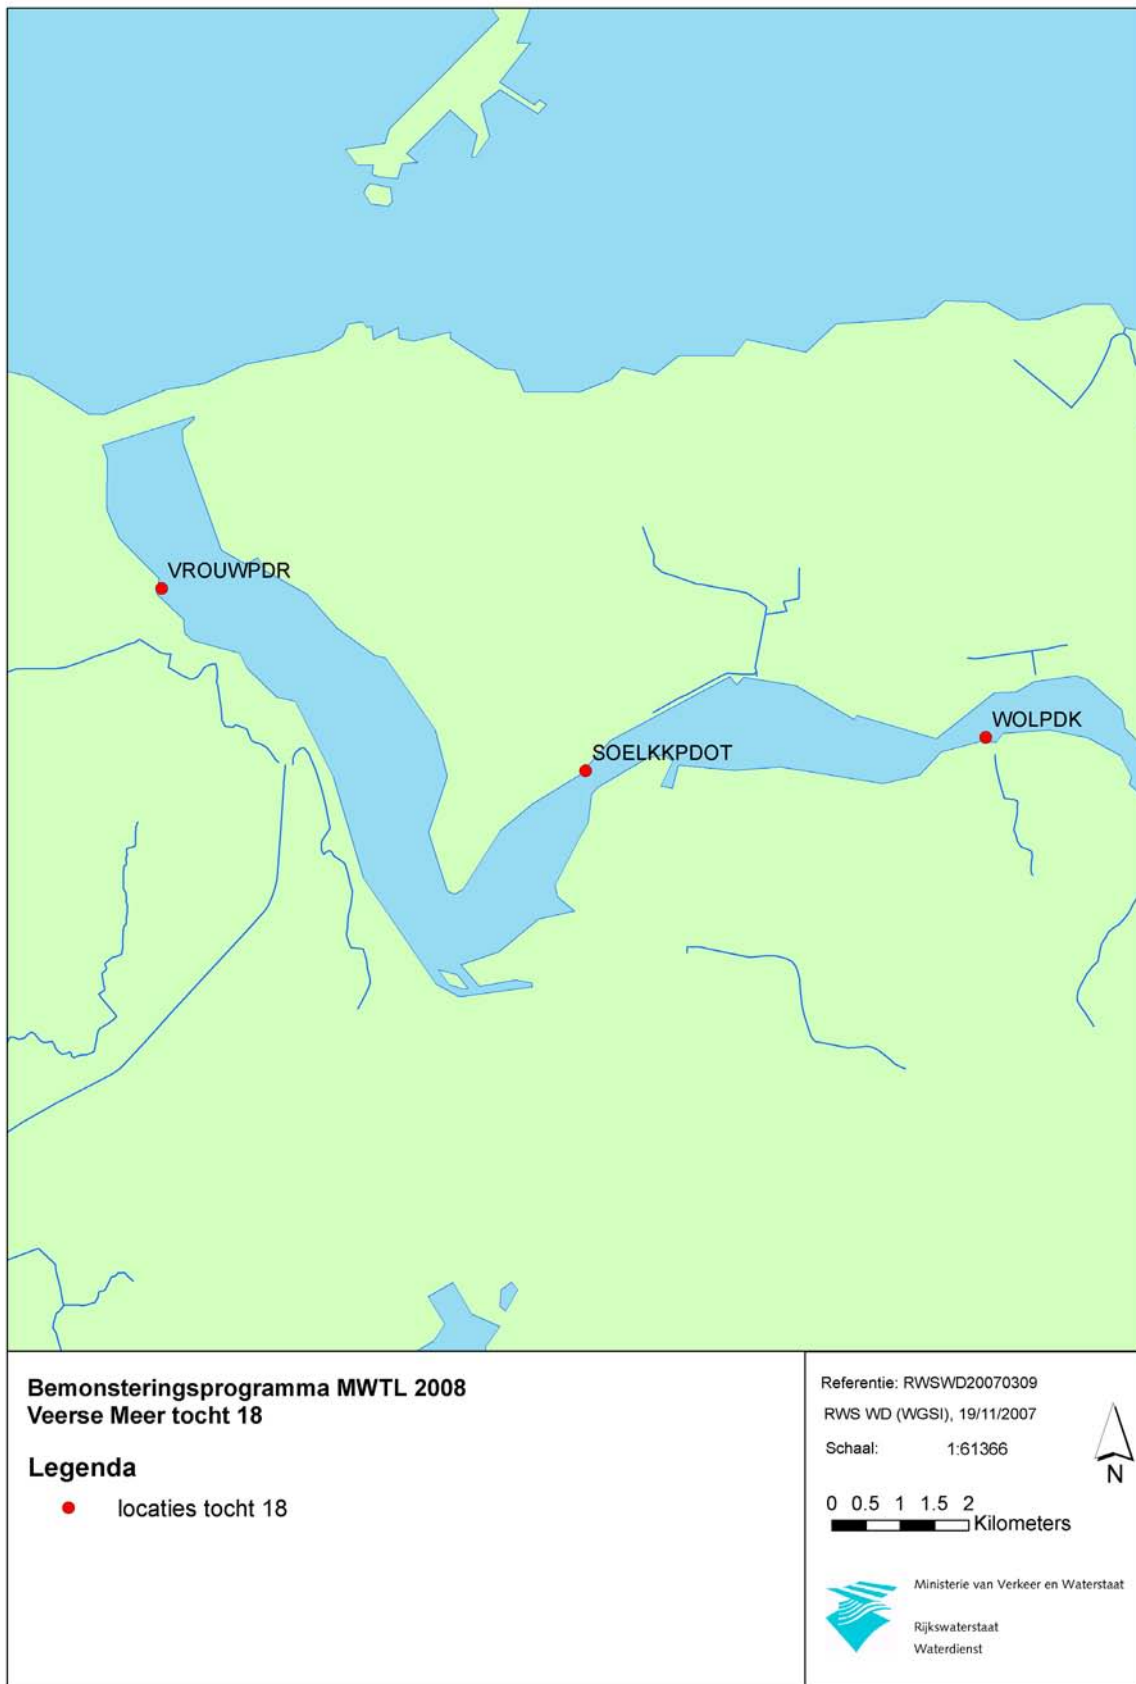 VROUWPDR
WOLPDK
SOELKKPDOT
Bemonsteringsprogramma MWTL 2008
Veerse Meer tocht 18
Legenda
locaties tocht 18
Referentie: RWSWD20070309
RWS WD (WGSI), 19/11/2007
Schaal: 1:61366
N
0 0.5 1 1.5 2
Kilometers
Ministerie van Verkeer en Waterstaat
Rijkswaterstaat
Waterdienst